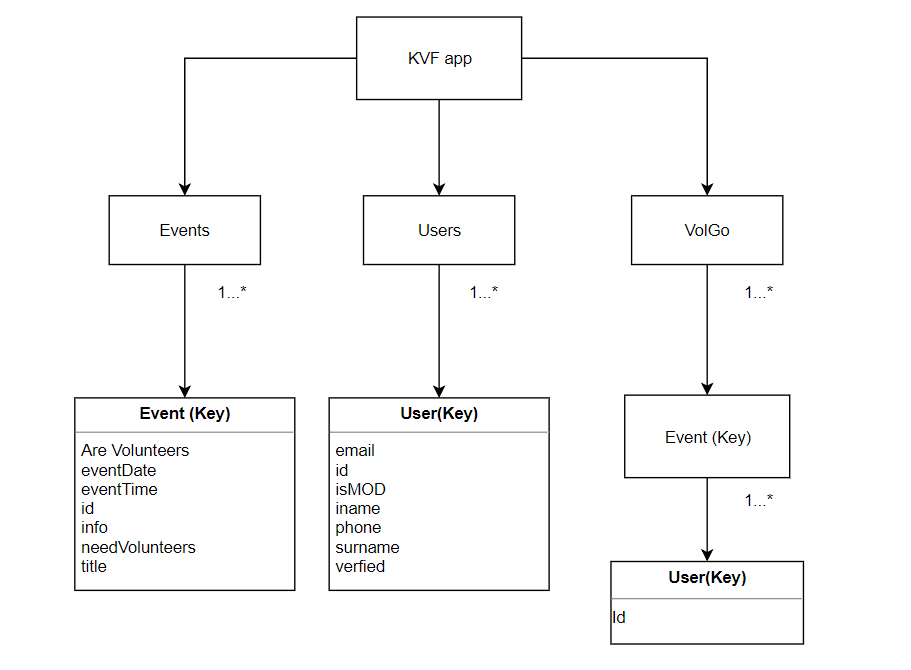 KVF app
Events
Users
VolGo
1...*
1...*
1...*
Event (Key)
Are Volunteers
eventDate
eventTime
id
info
needVolunteers
title
User(Key)
email
id
isMOD
iname
phone
surname
verfied
Event (Key)
1...*
User(Key)
Id